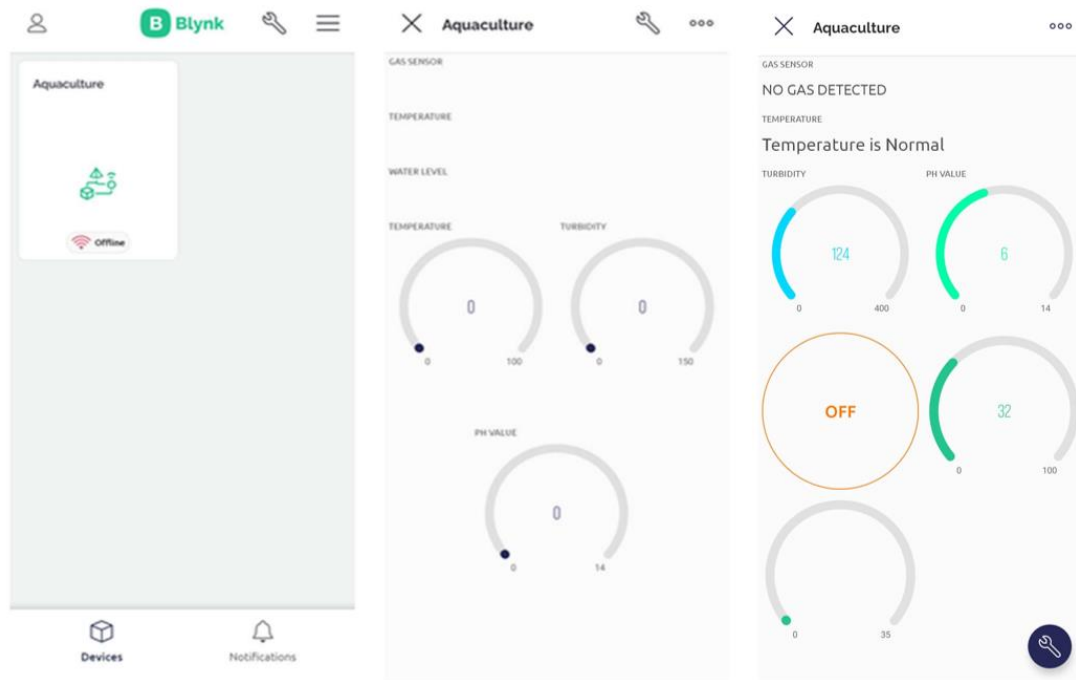 B Blynk
Aquaculture
Offline
Devices
Notifications
Aquaculture
GAS SENSOR
TEMPERATURE
WATER LEVEL
TEMPERATURE
TURBIDITY
0
0
0
100
0
150
PH VALUE
0
0
14
Aquaculture
GAS SENSOR
NO GAS DETECTED
TEMPERATURE
Temperature is Normal
TURBIDITY
PH VALUE
124
6
0
400
0
14
OFF
32
0
100
0
35